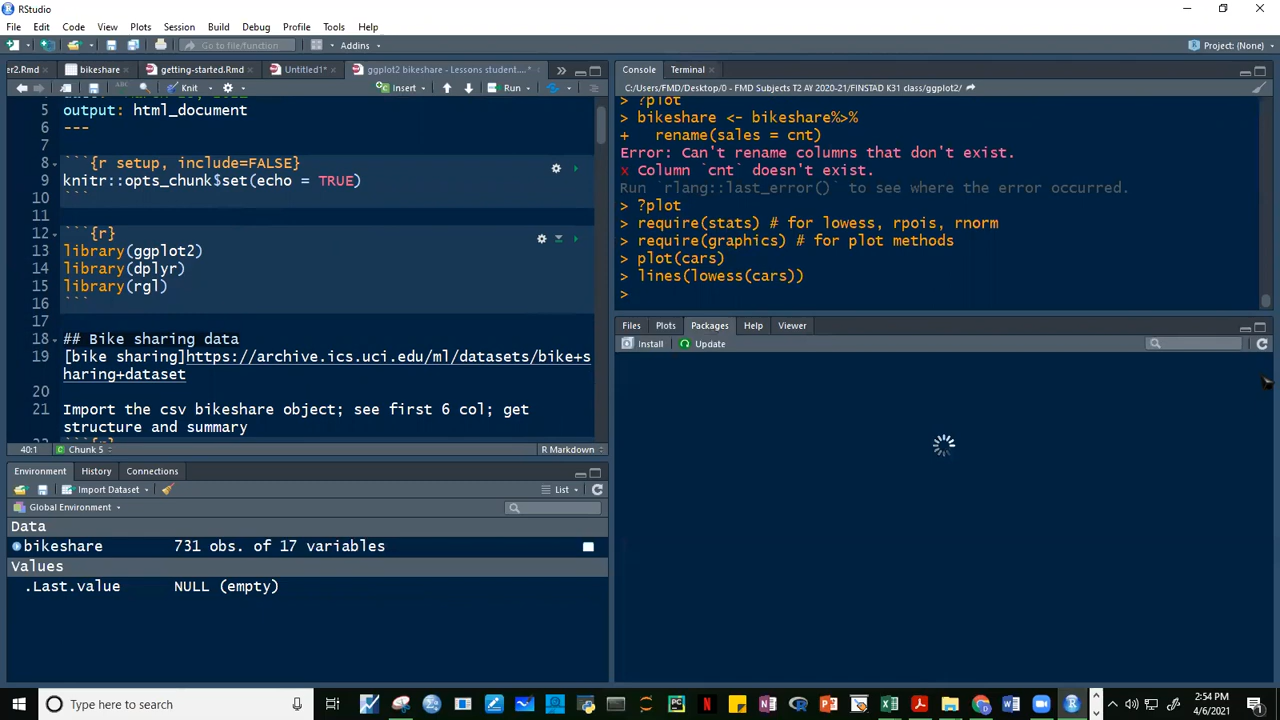 RStudio
File Edit Code View Plots Session Build Debug Profile Tools Help
Go to file/function Addins Project: (None)
er2.Rmd bikeshare getting-started.Rmd Untitled1* ggplot2 bikeshare - Lessons student....*
Knit Insert Run
5 output: html_document
6 ---
7
8 ```{r setup, include=FALSE}
9 knitr::opts_chunk$set(echo = TRUE)
10 ```
11
12 ```{r}
13 library(ggplot2)
14 library(dplyr)
15 library(rgl)
16 ```
17
18 ## Bike sharing data
19 [bike sharing]https://archive.ics.uci.edu/ml/datasets/bike+s
haring+dataset
20
21 Import the csv bikeshare object; see first 6 col; get
structure and summary
40:1 Chunk 5 R Markdown
Environment History Connections
Import Dataset List
Global Environment
Data
bikeshare 731 obs. of 17 variables
Values
.Last.value NULL (empty)
Console Terminal
C:/Users/FMD/Desktop/0 - FMD Subjects T2 AY 2020-21/FINSTAD K31 class/ggplot2/
> ?plot
> bikeshare <- bikeshare%>%
+ rename(sales = cnt)
Error: Can't rename columns that don't exist.
x Column `cnt` doesn't exist.
Run `rlang::last_error()` to see where the error occurred.
> ?plot
> require(stats) # for lowess, rpois, rnorm
> require(graphics) # for plot methods
> plot(cars)
> lines(lowess(cars))
>
Files Plots Packages Help Viewer
Install Update
Type here to search
2:54 PM
4/6/2021